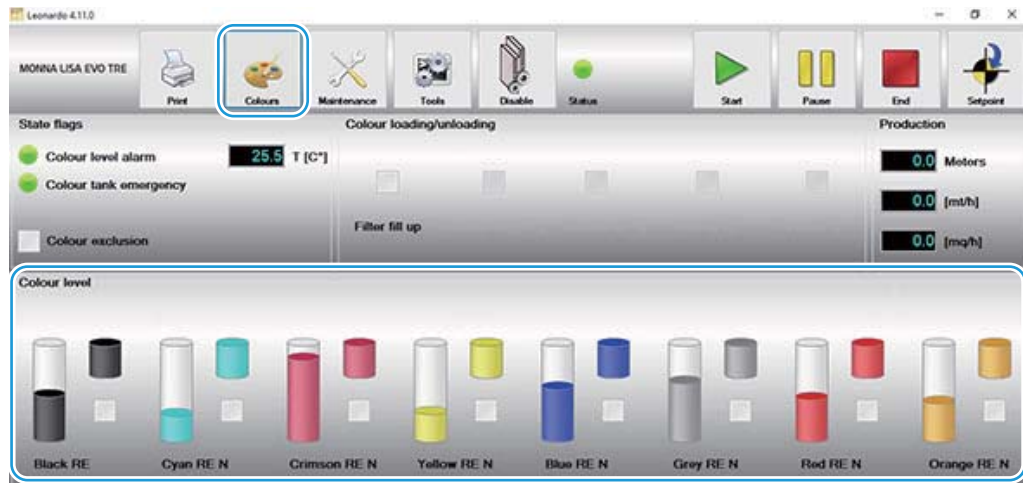 Leonardo 4.11.0
MONNA LISA EVO TRE
Print
Colours
Maintenance
Tools
Disable
Status
Start
Pause
End
Setpoint
State flags
Colour loading/unloading
Production
Colour level alarm
25.5 T [C°]
0.0 Motors
Colour tank emergency
0.0 [mt/h]
Filter fill up
Colour exclusion
0.0 [mq/h]
Colour level
Black RE
Cyan RE N
Crimson RE N
Yellow RE N
Blue RE N
Grey RE N
Red RE N
Orange RE N